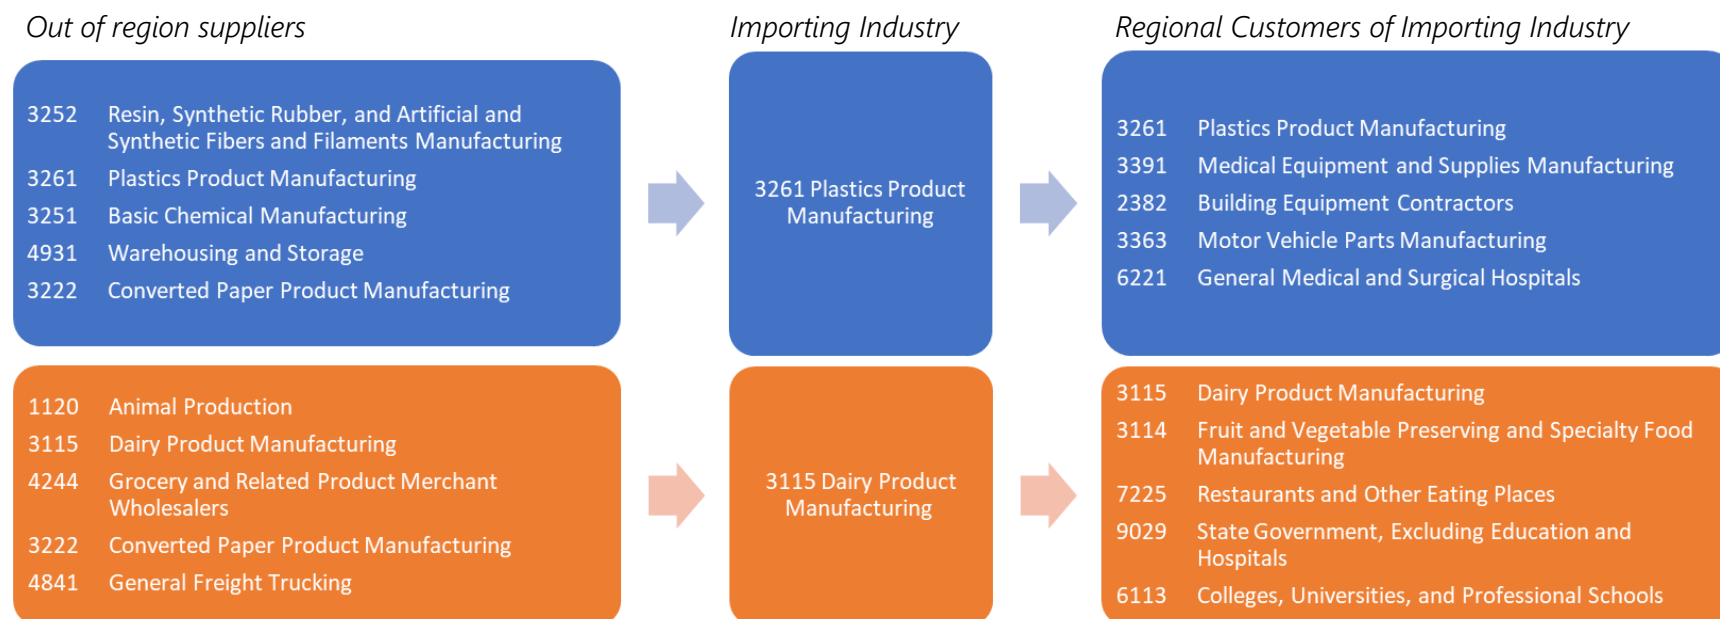 Out of region suppliers
Importing Industry
Regional Customers of Importing Industry
3252 Resin, Synthetic Rubber, and Artificial and
Synthetic Fibers and Filaments Manufacturing
3261 Plastics Product Manufacturing
3251 Basic Chemical Manufacturing
4931 Warehousing and Storage
3222 Converted Paper Product Manufacturing
3261 Plastics Product
Manufacturing
3261 Plastics Product Manufacturing
3391 Medical Equipment and Supplies Manufacturing
2382 Building Equipment Contractors
3363 Motor Vehicle Parts Manufacturing
6221 General Medical and Surgical Hospitals
1120 Animal Production
3115 Dairy Product Manufacturing
4244 Grocery and Related Product Merchant
Wholesalers
3222 Converted Paper Product Manufacturing
4841 General Freight Trucking
3115 Dairy Product
Manufacturing
3115 Dairy Product Manufacturing
3114 Fruit and Vegetable Preserving and Specialty Food
Manufacturing
7225 Restaurants and Other Eating Places
9029 State Government, Excluding Education and
Hospitals
6113 Colleges, Universities, and Professional Schools